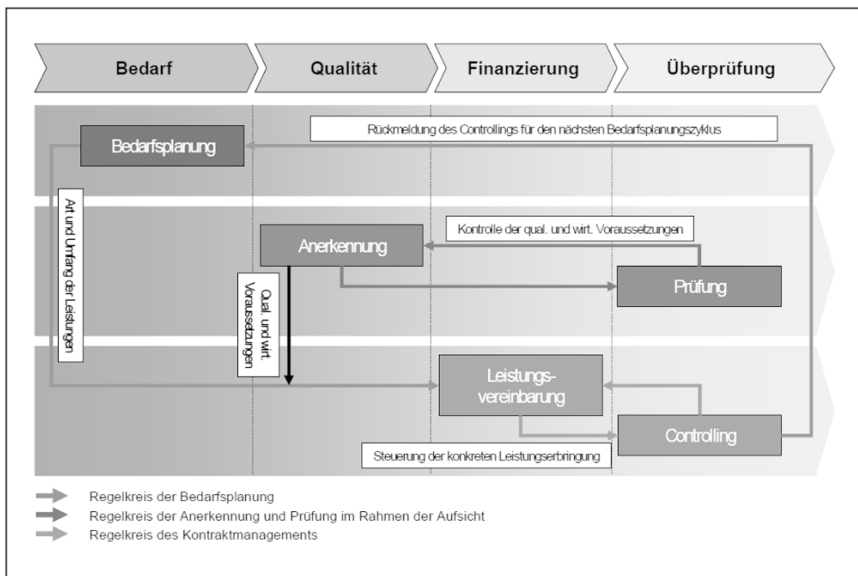 Bedarf
Qualität
Finanzierung
Überprüfung
Rückmeldung des Controllings für den nächsten Bedarfsplanungszyklus
Bedarfsplanung
Art und Umfang der Leistungen
Kontrolle der qual. und wirt. Voraussetzungen
Anerkennung
Prüfung
Qual. und wirt.
Voraussetzungen
Leistungs-
vereinbarung
Controlling
Steuerung der konkreten Leistungserbringung
Regelkreis der Bedarfsplanung
Regelkreis der Anerkennung und Prüfung im Rahmen der Aufsicht
Regelkreis des Kontraktmanagements